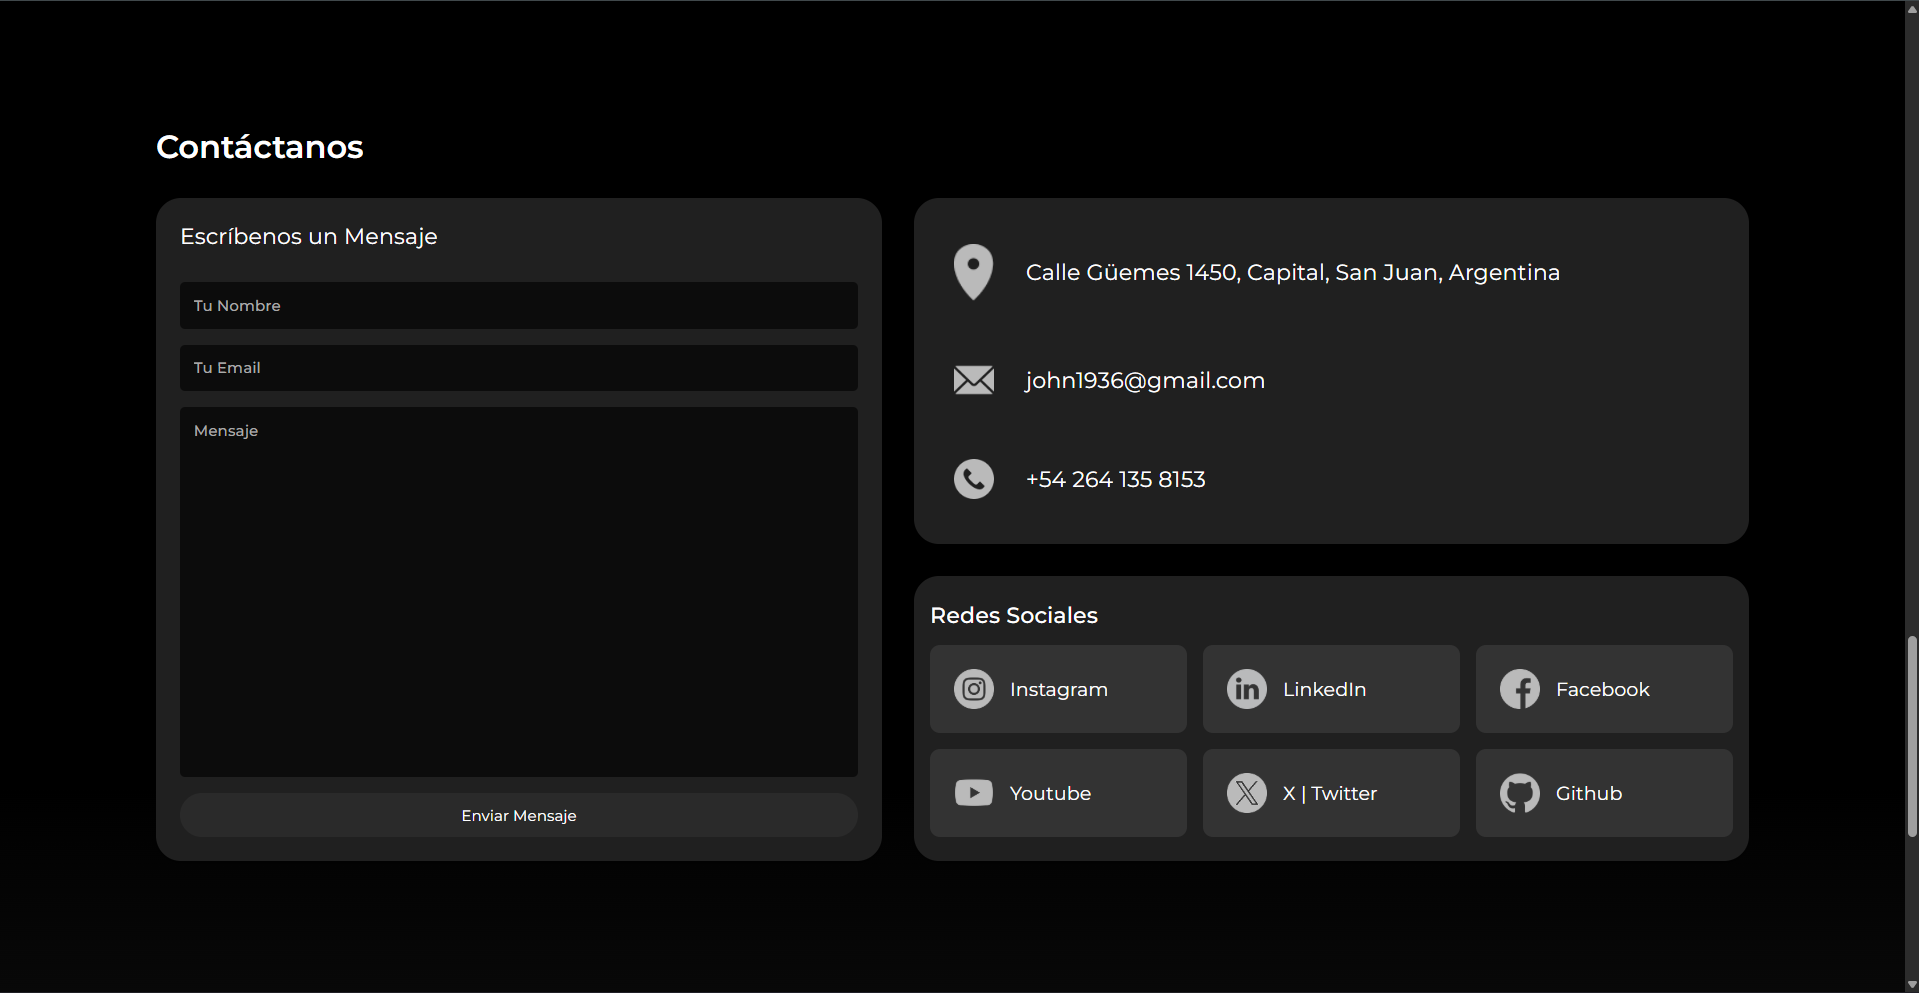 Contáctanos
Escríbenos un Mensaje
Tu Nombre
Tu Email
Mensaje
Enviar Mensaje
Calle Güemes 1450, Capital, San Juan, Argentina
john1936@gmail.com
+54 264 135 8153
Redes Sociales
Instagram
LinkedIn
Facebook
Youtube
X | Twitter
Github